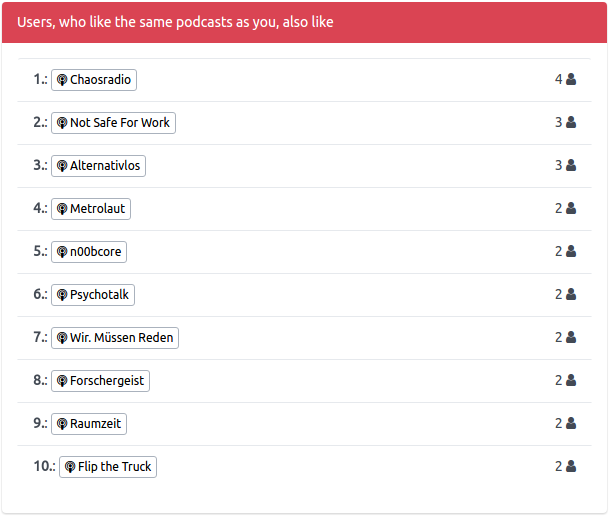 Users, who like the same podcasts as you, also like
1.: Chaosradio 4
2.: Not Safe For Work 3
3.: Alternativlos 3
4.: Metrolaut 2
5.: n00bcore 2
6.: Psychotalk 2
7.: Wir. Müssen Reden 2
8.: Forschergeist 2
9.: Raumzeit 2
10.: Flip the Truck 2